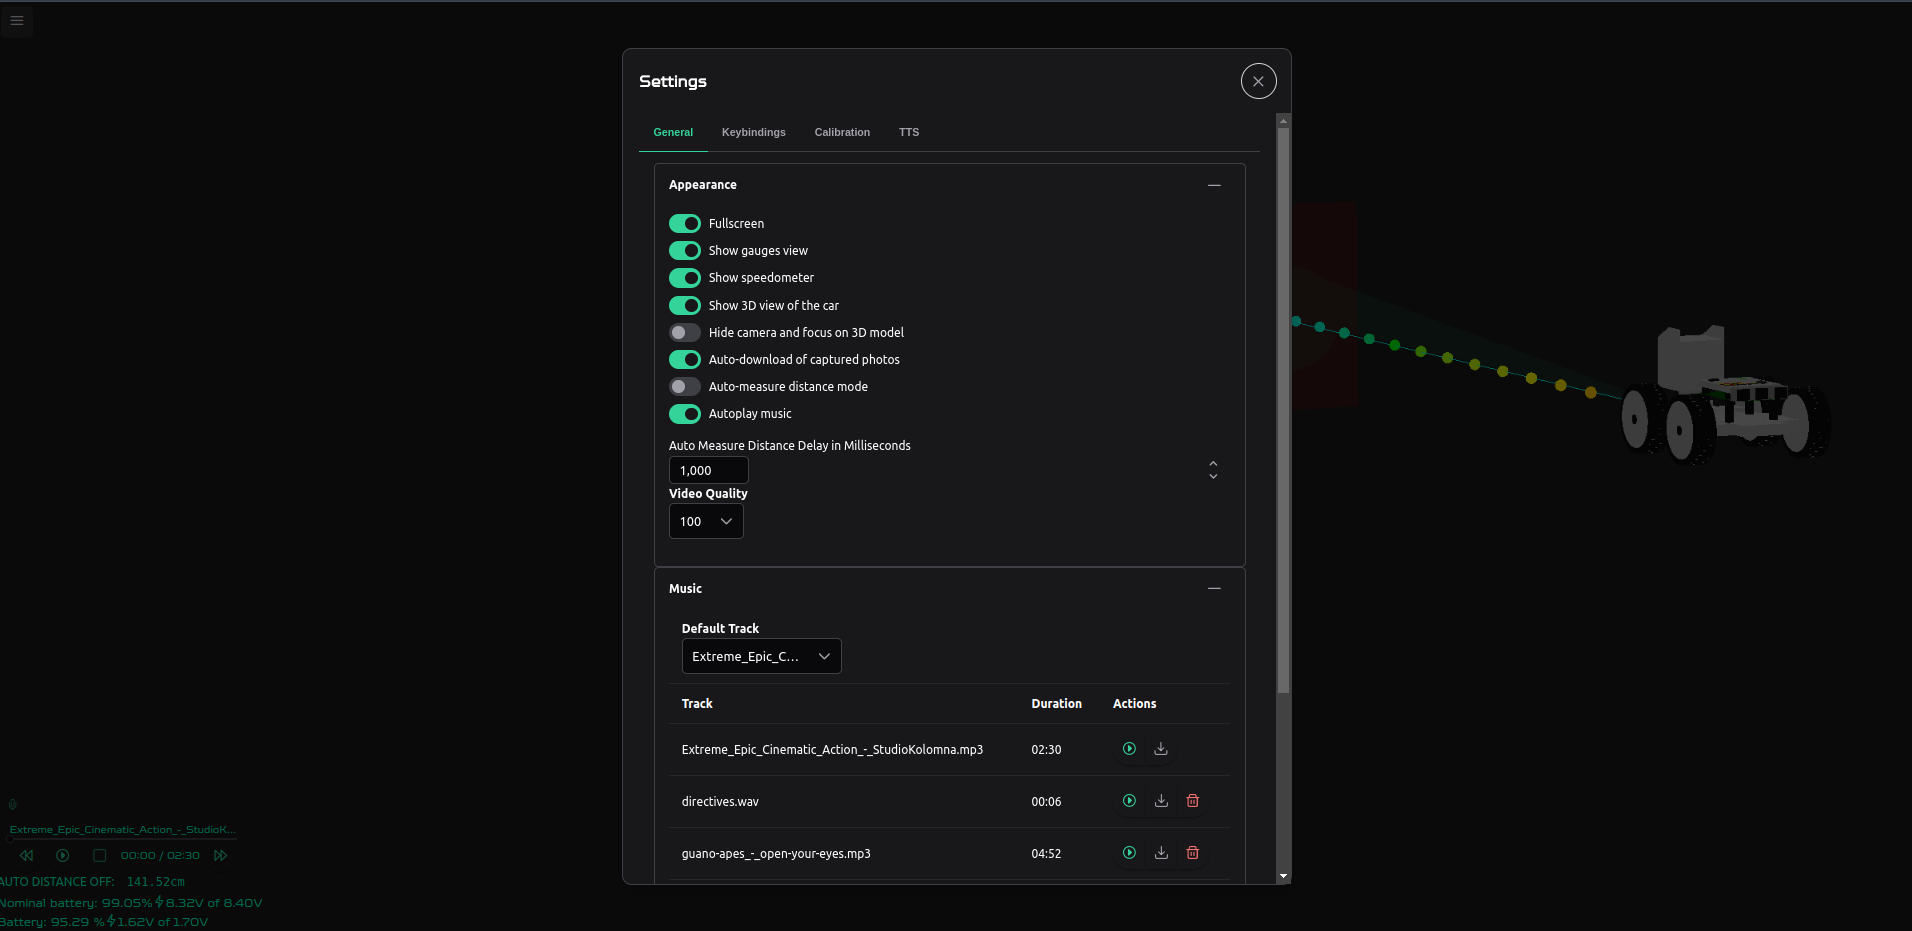 Settings
General Keybindings Calibration TTS
Appearance
Fullscreen
Show gauges view
Show speedometer
Show 3D view of the car
Hide camera and focus on 3D model
Auto-download of captured photos
Auto-measure distance mode
Autoplay music
Auto Measure Distance Delay in Milliseconds
1,000
Video Quality
100
Music
Default Track
Extreme_Epic_C...
Track Duration Actions
Extreme_Epic_Cinematic_Action_-_StudioKolomna.mp3 02:30
directives.wav 00:06
guano-apes_-_open-your-eyes.mp3 04:52
Extreme_Epic_Cinematic_Action_-_StudioK...
00:00 / 02:30
AUTO DISTANCE OFF: 141.52cm
Nominal battery: 99.05% 8.32V of 8.40V
Battery: 95.29 % 1.62V of 1.70V